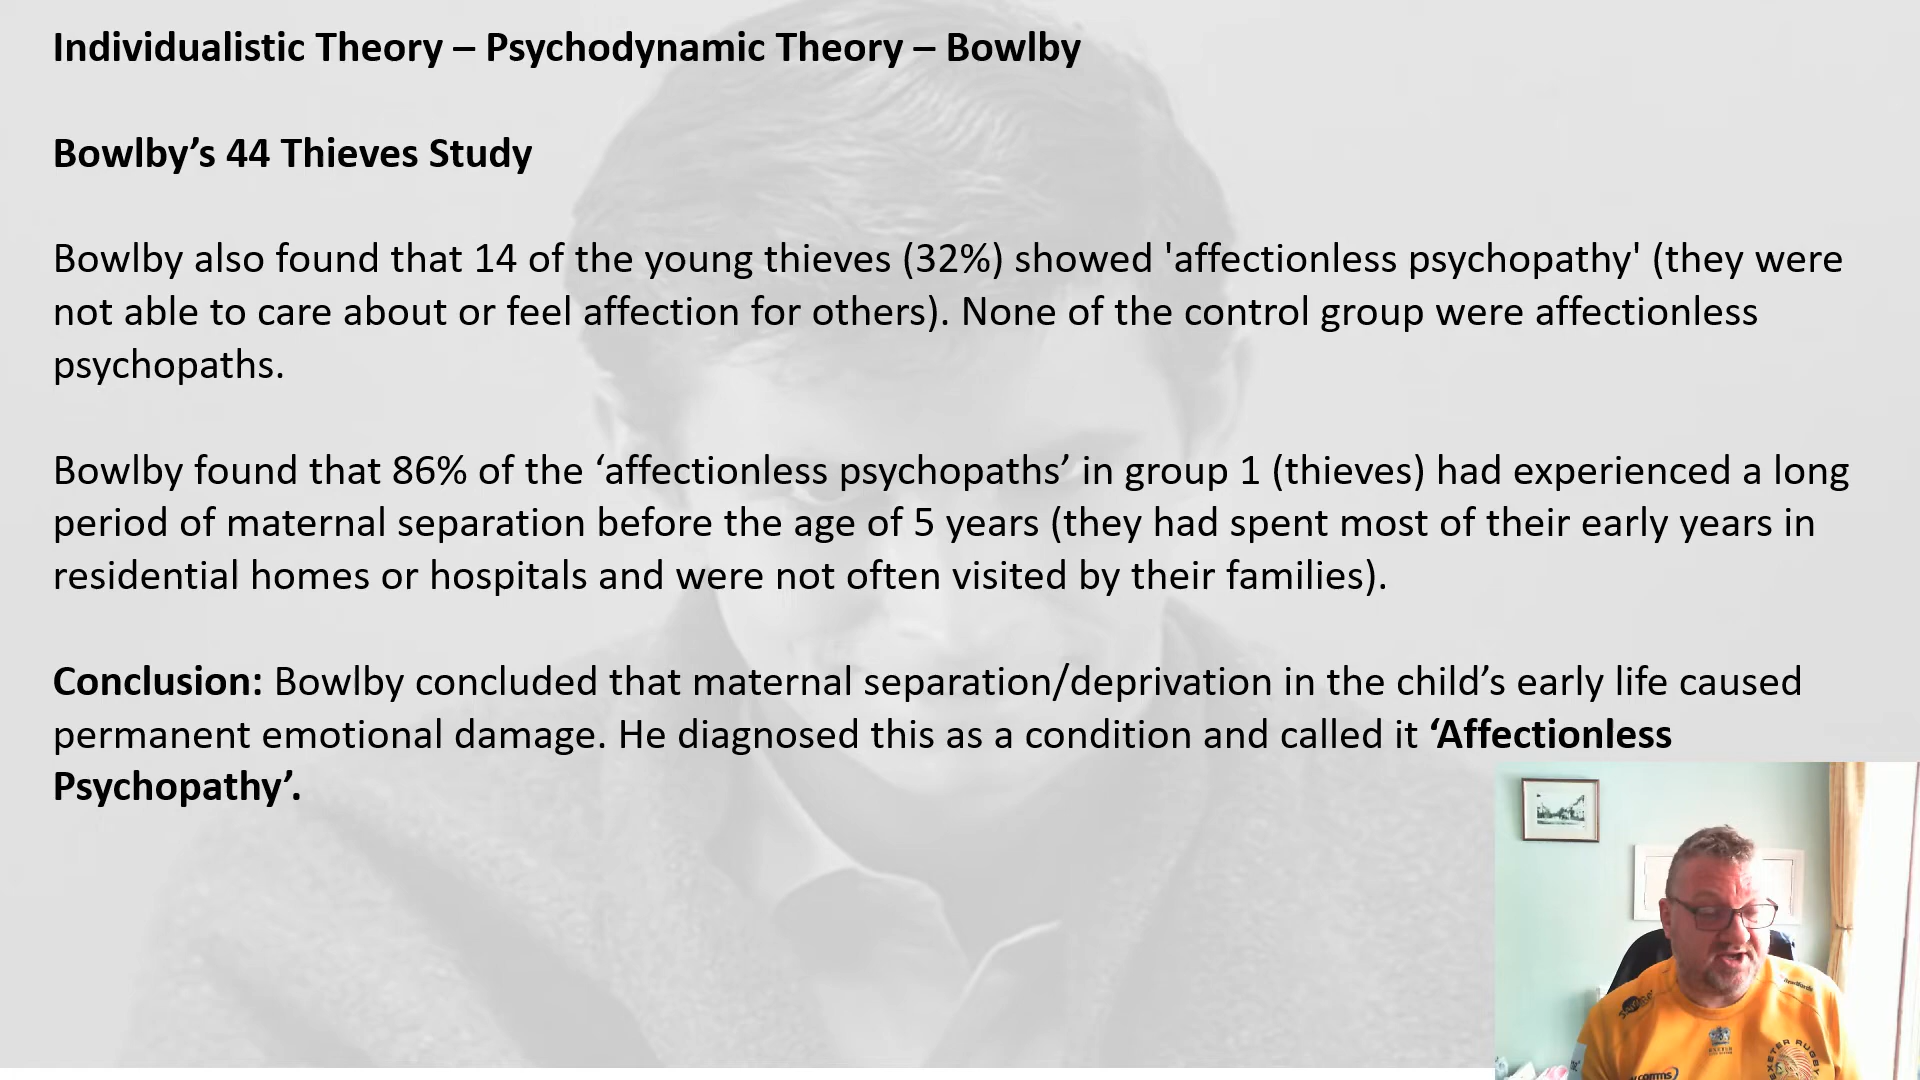 Individualistic Theory – Psychodynamic Theory – Bowlby
Bowlby’s 44 Thieves Study
Bowlby also found that 14 of the young thieves (32%) showed 'affectionless psychopathy' (they were
not able to care about or feel affection for others). None of the control group were affectionless
psychopaths.
Bowlby found that 86% of the ‘affectionless psychopaths’ in group 1 (thieves) had experienced a long
period of maternal separation before the age of 5 years (they had spent most of their early years in
residential homes or hospitals and were not often visited by their families).
Conclusion: Bowlby concluded that maternal separation/deprivation in the child’s early life caused
permanent emotional damage. He diagnosed this as a condition and called it ‘Affectionless
Psychopathy’.
EXETER RUGBY